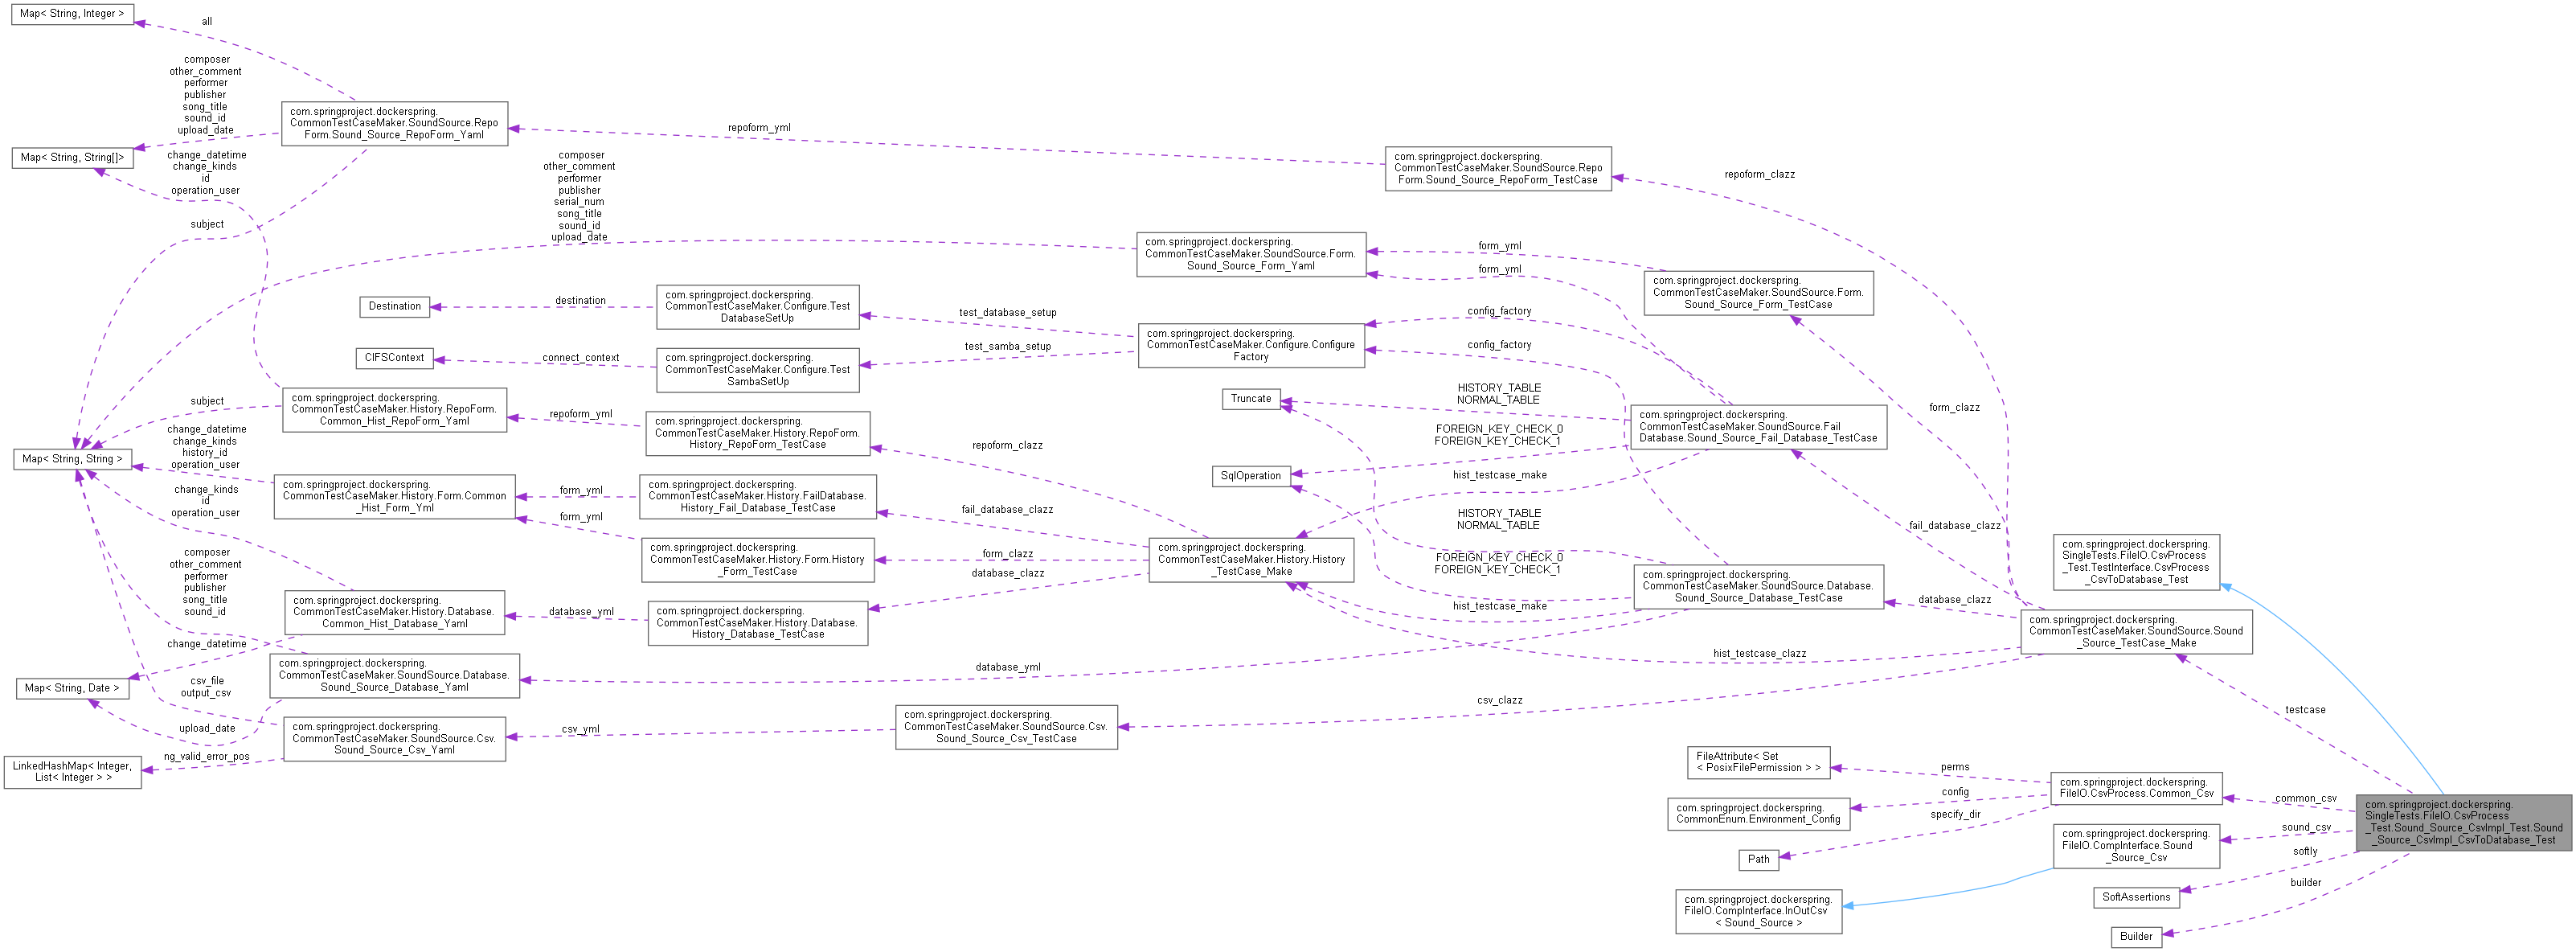 Map< String, Integer >
all
composer
other_comment
performer
publisher
song_title
sound_id
upload_date
com.springproject.dockerspring.
CommonTestCaseMaker.SoundSource.Repo
Form.Sound_Source_RepoForm_Yaml
Map< String, String[]>
change_datetime
change_kinds
id
operation_user
subject
repoform_yml
com.springproject.dockerspring.
CommonTestCaseMaker.SoundSource.Repo
Form.Sound_Source_RepoForm_TestCase
repoform_clazz
composer
other_comment
performer
publisher
serial_num
song_title
sound_id
upload_date
com.springproject.dockerspring.
CommonTestCaseMaker.SoundSource.Form.
Sound_Source_Form_Yaml
form_yml
form_yml
com.springproject.dockerspring.
CommonTestCaseMaker.SoundSource.Form.
Sound_Source_Form_TestCase
Destination
destination
com.springproject.dockerspring.
CommonTestCaseMaker.Configure.Test
DatabaseSetUp
test_database_setup
CIFSContext
connect_context
com.springproject.dockerspring.
CommonTestCaseMaker.Configure.Test
SambaSetUp
test_samba_setup
com.springproject.dockerspring.
CommonTestCaseMaker.Configure.Configure
Factory
config_factory
config_factory
com.springproject.dockerspring.
CommonTestCaseMaker.History.RepoForm.
Common_Hist_RepoForm_Yaml
subject
repoform_yml
com.springproject.dockerspring.
CommonTestCaseMaker.History.RepoForm.
History_RepoForm_TestCase
repoform_clazz
Truncate
HISTORY_TABLE
NORMAL_TABLE
FOREIGN_KEY_CHECK_0
FOREIGN_KEY_CHECK_1
com.springproject.dockerspring.
CommonTestCaseMaker.SoundSource.Fail
Database.Sound_Source_Fail_Database_TestCase
form_clazz
Map< String, String >
change_datetime
change_kinds
history_id
operation_user
com.springproject.dockerspring.
CommonTestCaseMaker.History.Form.Common
_Hist_Form_Yml
form_yml
form_yml
com.springproject.dockerspring.
CommonTestCaseMaker.History.FailDatabase.
History_Fail_Database_TestCase
fail_database_clazz
SqlOperation
hist_testcase_make
HISTORY_TABLE
NORMAL_TABLE
fail_database_clazz
change_kinds
id
operation_user
com.springproject.dockerspring.
CommonTestCaseMaker.History.Form.History
_Form_TestCase
form_clazz
database_clazz
com.springproject.dockerspring.
CommonTestCaseMaker.History.History
_TestCase_Make
FOREIGN_KEY_CHECK_0
FOREIGN_KEY_CHECK_1
hist_testcase_make
com.springproject.dockerspring.
CommonTestCaseMaker.SoundSource.Database.
Sound_Source_Database_TestCase
database_clazz
com.springproject.dockerspring.
SingleTests.FileIO.CsvProcess
_Test.TestInterface.CsvProcess
_CsvToDatabase_Test
composer
other_comment
performer
publisher
song_title
sound_id
com.springproject.dockerspring.
CommonTestCaseMaker.History.Database.
Common_Hist_Database_Yaml
database_yml
com.springproject.dockerspring.
CommonTestCaseMaker.History.Database.
History_Database_TestCase
com.springproject.dockerspring.
CommonTestCaseMaker.SoundSource.Sound
_Source_TestCase_Make
change_datetime
hist_testcase_clazz
database_yml
Map< String, Date >
com.springproject.dockerspring.
CommonTestCaseMaker.SoundSource.Database.
Sound_Source_Database_Yaml
csv_file
output_csv
csv_clazz
testcase
upload_date
com.springproject.dockerspring.
CommonTestCaseMaker.SoundSource.Csv.
Sound_Source_Csv_Yaml
csv_yml
com.springproject.dockerspring.
CommonTestCaseMaker.SoundSource.Csv.
Sound_Source_Csv_TestCase
ng_valid_error_pos
LinkedHashMap< Integer,
List< Integer > >
FileAttribute< Set
< PosixFilePermission > >
perms
com.springproject.dockerspring.
FileIO.CsvProcess.Common_Csv
common_csv
config
com.springproject.dockerspring.
CommonEnum.Environment_Config
specify_dir
Path
com.springproject.dockerspring.
SingleTests.FileIO.CsvProcess
_Test.Sound_Source_CsvImpl_Test.Sound
_Source_CsvImpl_CsvToDatabase_Test
com.springproject.dockerspring.
FileIO.CompInterface.Sound
_Source_Csv
sound_csv
softly
com.springproject.dockerspring.
FileIO.CompInterface.InOutCsv
< Sound_Source >
SoftAssertions
builder
Builder